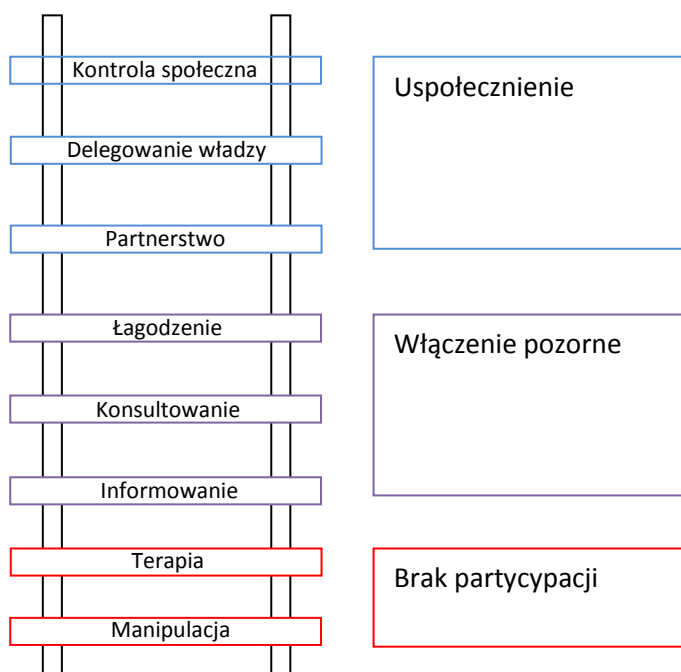 Kontrola społeczna
Uspołecznienie
Delegowanie władzy
Partnerstwo
Łagodzenie
Włączenie pozorne
Konsultowanie
Informowanie
Terapia
Brak partycypacji
Manipulacja